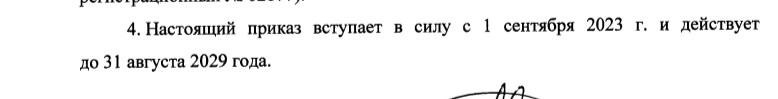 4. Настоящий приказ вступает в силу с 1 сентября 2023 г. и действует
до 31 августа 2029 года.